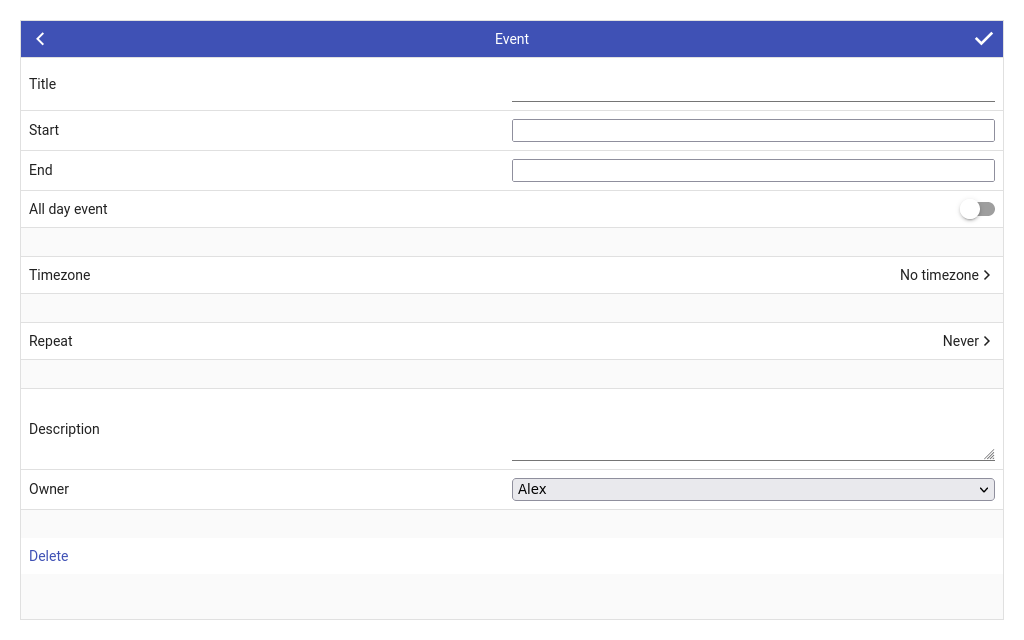 Event
Title
Start
End
All day event
Timezone
No timezone
Repeat
Never
Description
Owner
Alex
Delete